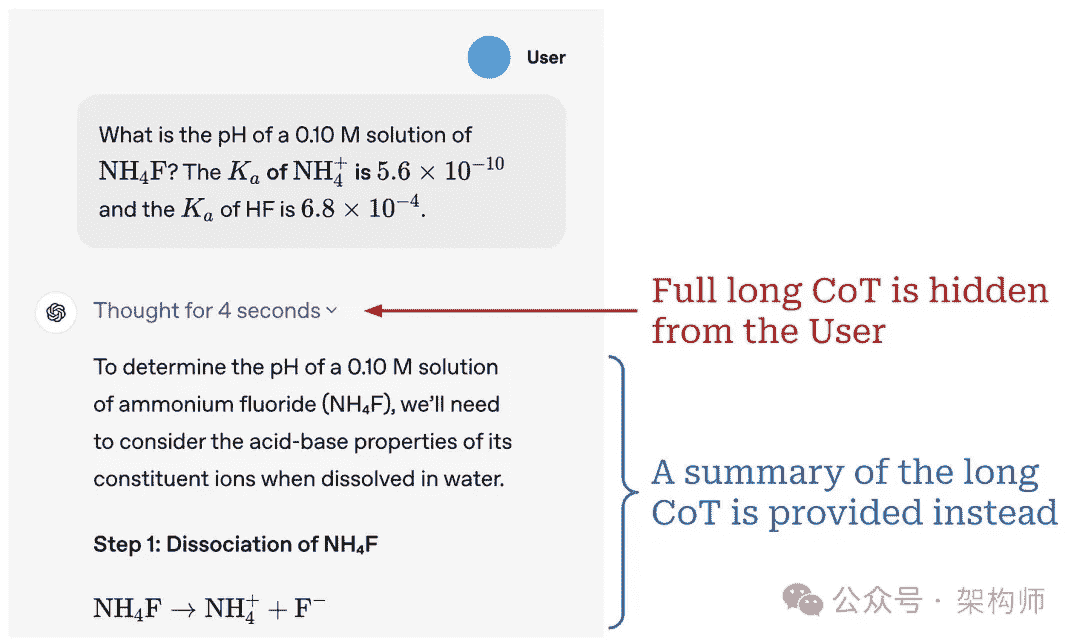 User
What is the pH of a 0.10 M solution of
NH₄F? The Kₐ of NH₄⁺ is 5.6 × 10⁻¹⁰
and the Kₐ of HF is 6.8 × 10⁻⁴.
Thought for 4 seconds
Full long CoT is hidden
from the User
To determine the pH of a 0.10 M solution
of ammonium fluoride (NH₄F), we’ll need
to consider the acid-base properties of its
constituent ions when dissolved in water.
A summary of the long
CoT is provided instead
Step 1: Dissociation of NH₄F
NH₄F → NH₄⁺ + F⁻
公众号 · 架构师